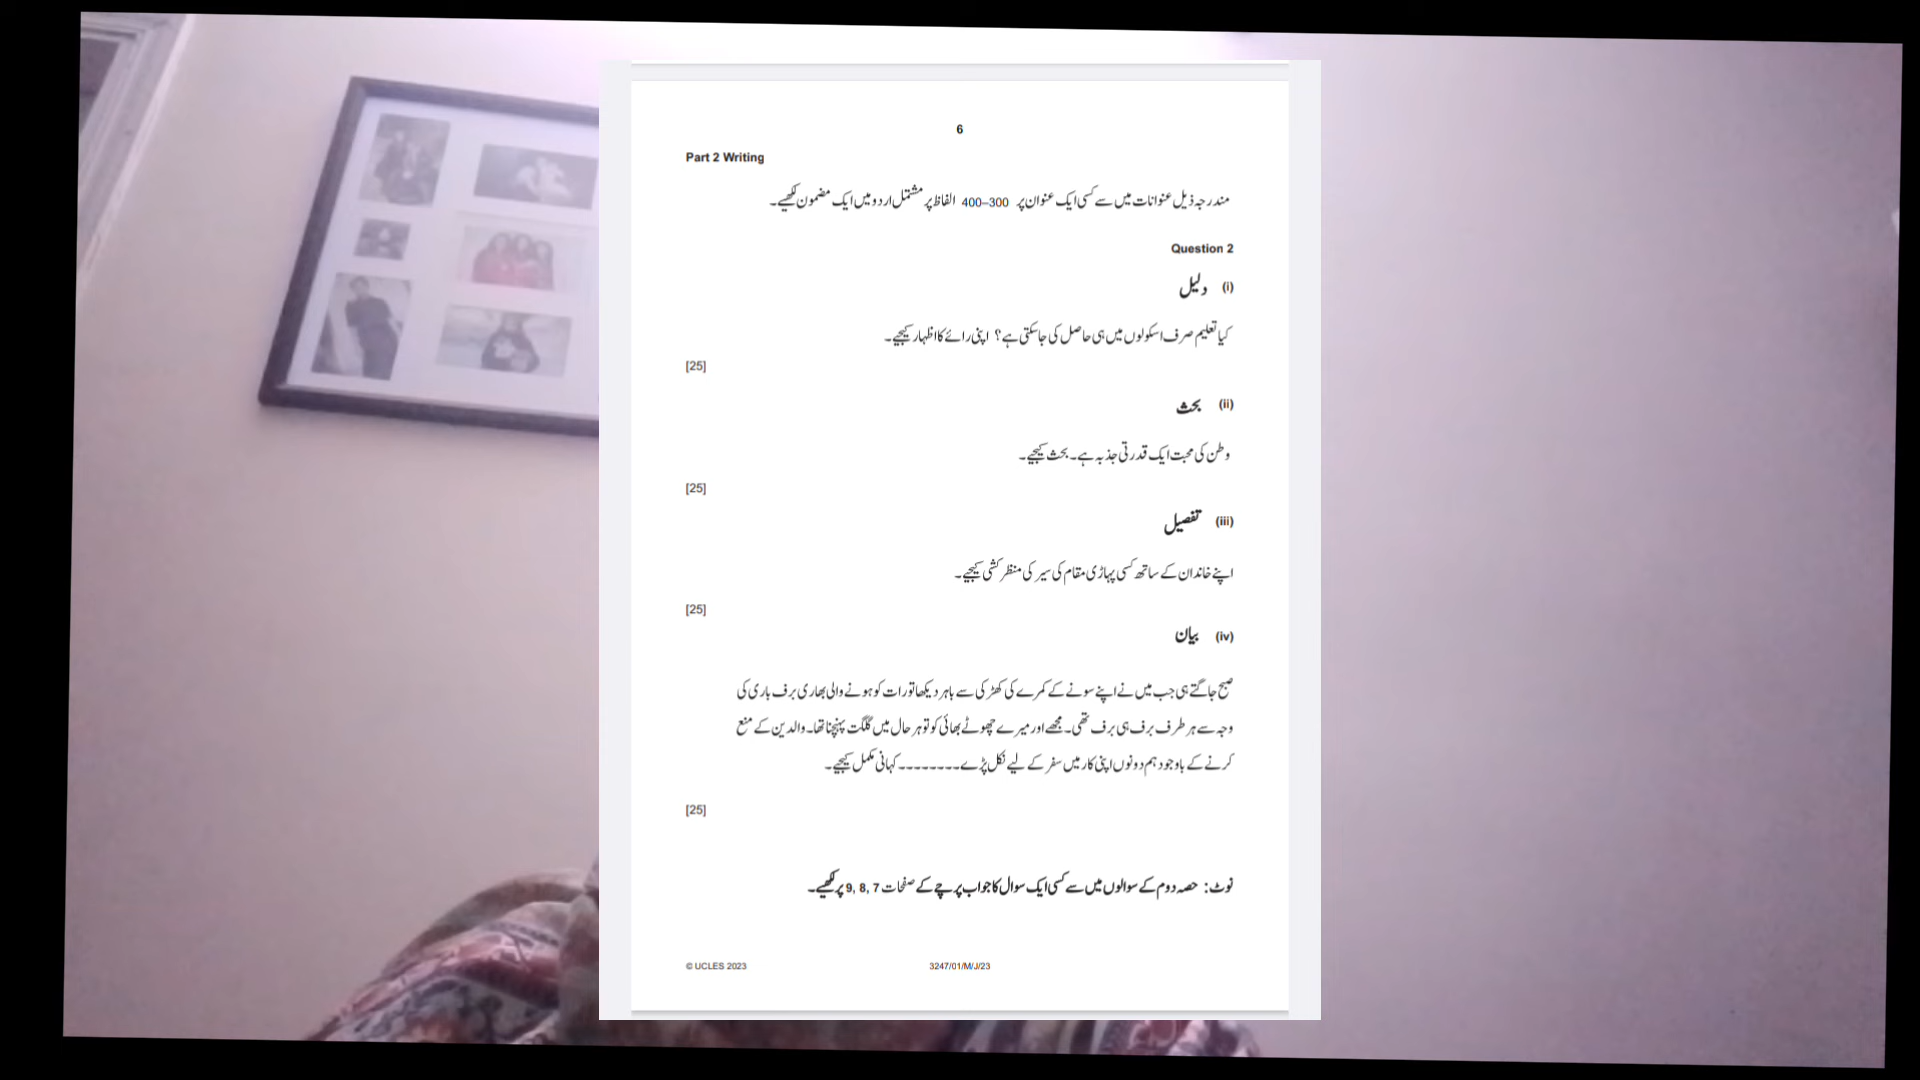 6
Part 2 Writing
مندرجہ ذیل عنوانات میں سے کسی ایک عنوان پر 300–400 الفاظ پر مشتمل اردو میں ایک مضمون لکھیے۔
Question 2
(i) دلیل
کیا تعلیم صرف اسکولوں میں ہی حاصل کی جاسکتی ہے؟ اپنی رائے کا اظہار کیجیے۔
[25]
(ii) بحث
وطن کی محبت ایک قدرتی جذبہ ہے۔ بحث کیجیے۔
[25]
(iii) تفصیل
اپنے خاندان کے ساتھ کسی پہاڑی مقام کی سیر کی منظر کشی کیجیے۔
[25]
(iv) بیان
صبح جاگتے ہی جب میں نے اپنے سونے کے کمرے کی کھڑکی سے باہر دیکھا تو رات کو ہونے والی بھاری برف باری کی
وجہ سے ہر طرف برف ہی برف تھی۔ مجھے اور میرے چھوٹے بھائی کو تو ہر حال میں گلگت پہنچنا تھا۔ والدین کے منع
کرنے کے باوجود ہم دونوں اپنی کار میں سفر کے لیے نکل پڑے۔۔۔۔۔۔۔۔ کہانی مکمل کیجیے۔
[25]
نوٹ: حصہ دوم کے سوالوں میں سے کسی ایک سوال کا جواب پرچے کے صفحات 7 ,8 ,9 پر لکھیے۔
© UCLES 2023
3247/01/M/J/23